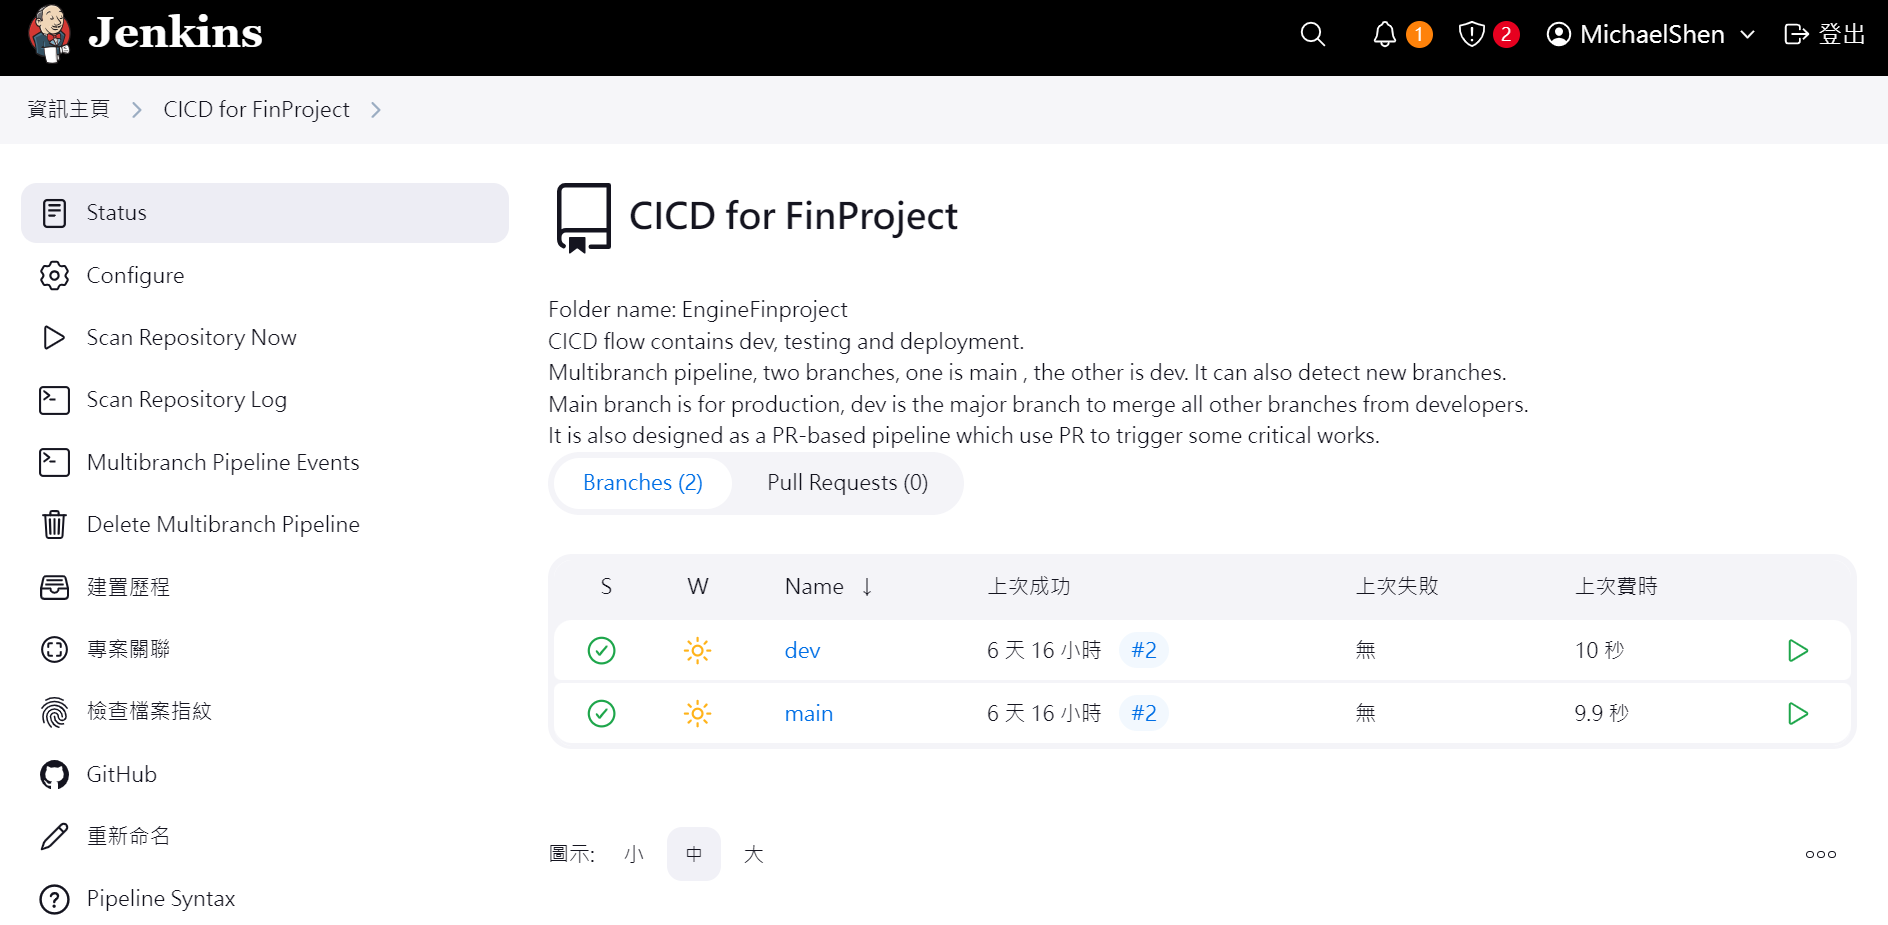 Jenkins
1
2
MichaelShen
登出
資訊主頁
CICD for FinProject
Status
Configure
Scan Repository Now
Scan Repository Log
Multibranch Pipeline Events
Delete Multibranch Pipeline
建置歷程
專案關聯
檢查檔案指紋
GitHub
重新命名
Pipeline Syntax
CICD for FinProject
Folder name: EngineFinproject
CICD flow contains dev, testing and deployment.
Multibranch pipeline, two branches, one is main , the other is dev. It can also detect new branches.
Main branch is for production, dev is the major branch to merge all other branches from developers.
It is also designed as a PR-based pipeline which use PR to trigger some critical works.
Branches (2) Pull Requests (0)
S W Name ↓ 上次成功 上次失敗 上次費時
dev 6 天 16 小時 #2 無 10 秒
main 6 天 16 小時 #2 無 9.9 秒
圖示: 小 中 大